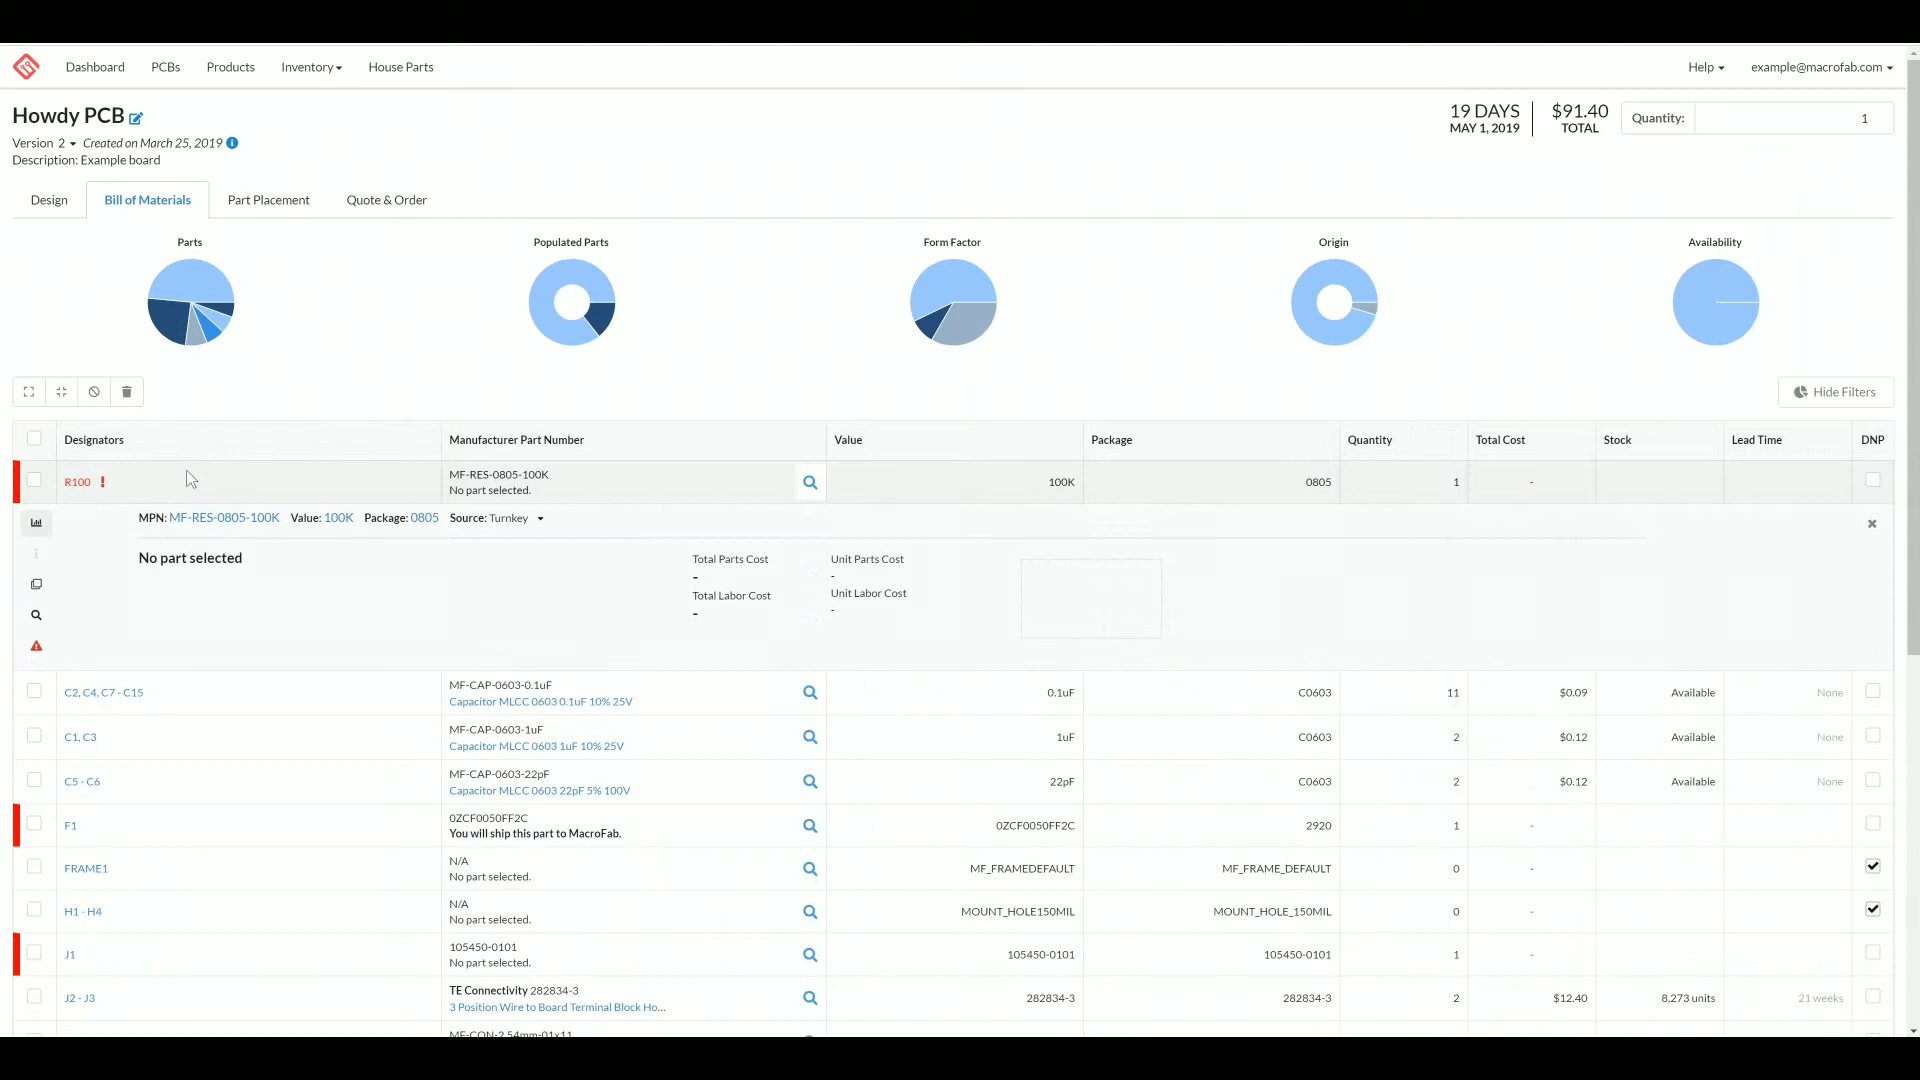 Dashboard PCBs Products Inventory House Parts Help example@macrofab.com
Howdy PCB
19 DAYS $91.40 Quantity: 1
MAY 1, 2019 TOTAL
Version 2 Created on March 25, 2019
Description: Example board
Design Bill of Materials Part Placement Quote & Order
Parts Populated Parts Form Factor Origin Availability
Hide Filters
Designators Manufacturer Part Number Value Package Quantity Total Cost Stock Lead Time DNP
R100 ! MF-RES-0805-100K 100K 0805 1 -
No part selected.
MPN: MF-RES-0805-100K Value: 100K Package: 0805 Source: Turnkey
No part selected
Total Parts Cost Unit Parts Cost
- -
Total Labor Cost Unit Labor Cost
- -
C2, C4, C7 - C15 MF-CAP-0603-0.1uF 0.1uF C0603 11 $0.09 Available None
Capacitor MLCC 0603 0.1uF 10% 25V
C1, C3 MF-CAP-0603-1uF 1uF C0603 2 $0.12 Available None
Capacitor MLCC 0603 1uF 10% 25V
C5 - C6 MF-CAP-0603-22pF 22pF C0603 2 $0.12 Available None
Capacitor MLCC 0603 22pF 5% 100V
F1 0ZCF0050FF2C 0ZCF0050FF2C 2920 1 -
You will ship this part to MacroFab.
FRAME1 N/A MF_FRAMEDEFAULT MF_FRAME_DEFAULT 0 -
No part selected.
H1 - H4 N/A MOUNT_HOLE150MIL MOUNT_HOLE_150MIL 0 -
No part selected.
J1 105450-0101 105450-0101 105450-0101 1 -
No part selected.
J2 - J3 TE Connectivity 282834-3 282834-3 282834-3 2 $12.40 8,273 units 21 weeks
3 Position Wire to Board Terminal Block Ho...
MF-CON-2.54mm-01x11